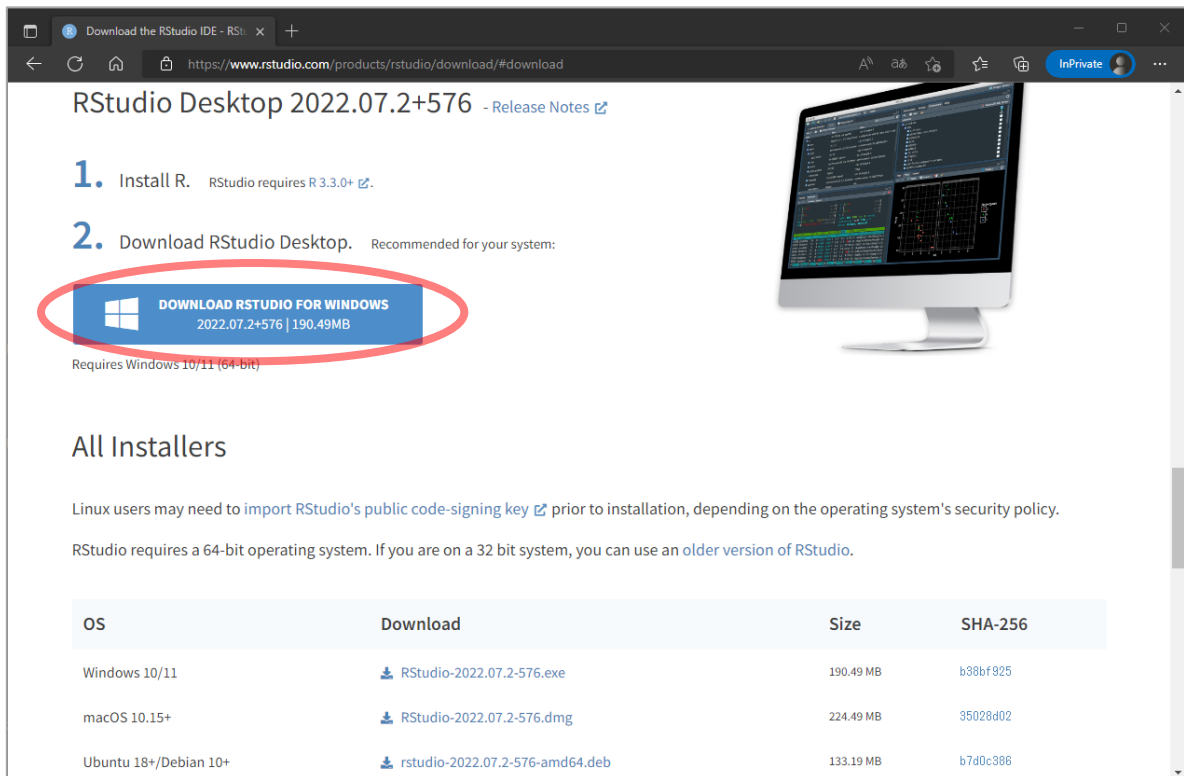 Download the RStudio IDE - RStu
https://www.rstudio.com/products/rstudio/download/#download
InPrivate
RStudio Desktop 2022.07.2+576 - Release Notes
1. Install R. RStudio requires R 3.3.0+.
2. Download RStudio Desktop. Recommended for your system:
DOWNLOAD RSTUDIO FOR WINDOWS
2022.07.2+576 | 190.49MB
Requires Windows 10/11 (64-bit)
All Installers
Linux users may need to import RStudio's public code-signing key prior to installation, depending on the operating system's security policy.
RStudio requires a 64-bit operating system. If you are on a 32 bit system, you can use an older version of RStudio.
OS Download Size SHA-256
Windows 10/11 RStudio-2022.07.2-576.exe 190.49 MB b38bf925
macOS 10.15+ RStudio-2022.07.2-576.dmg 224.49 MB 35028d02
Ubuntu 18+/Debian 10+ rstudio-2022.07.2-576-amd64.deb 133.19 MB b7d0c386